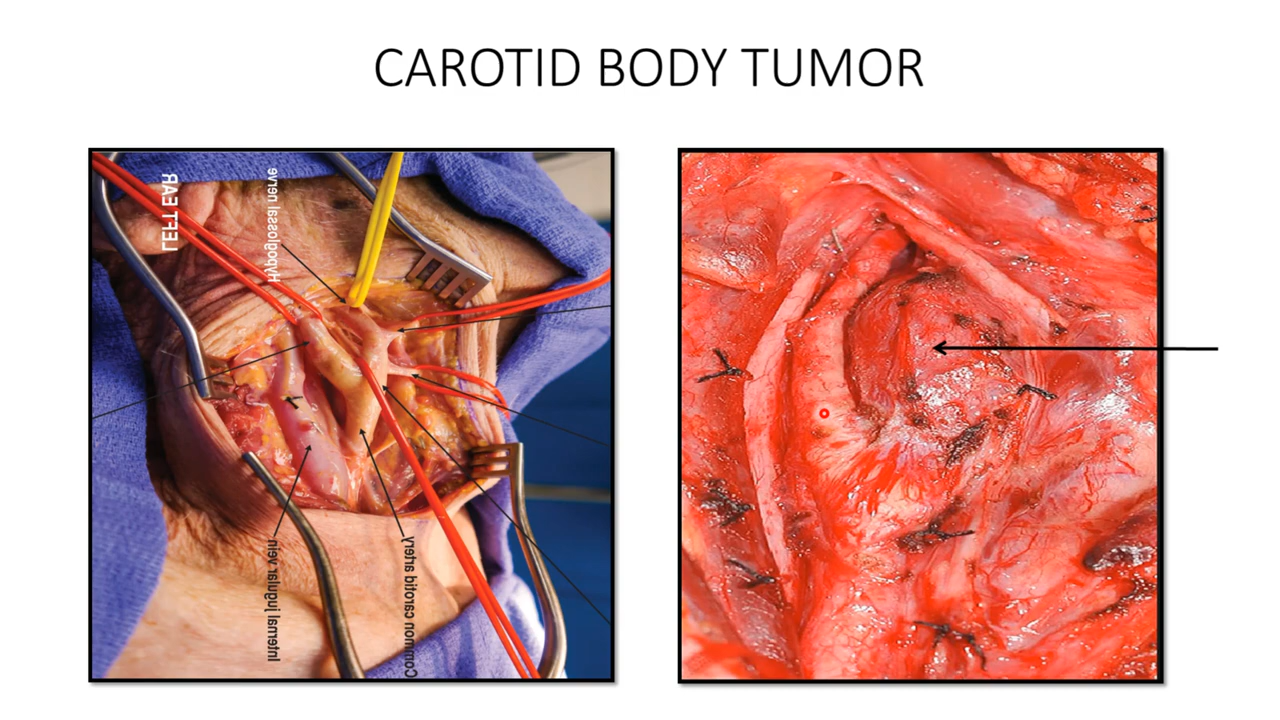 CAROTID BODY TUMOR
LEFT EAR
Hypoglossal nerve
Internal jugular vein
Common carotid artery